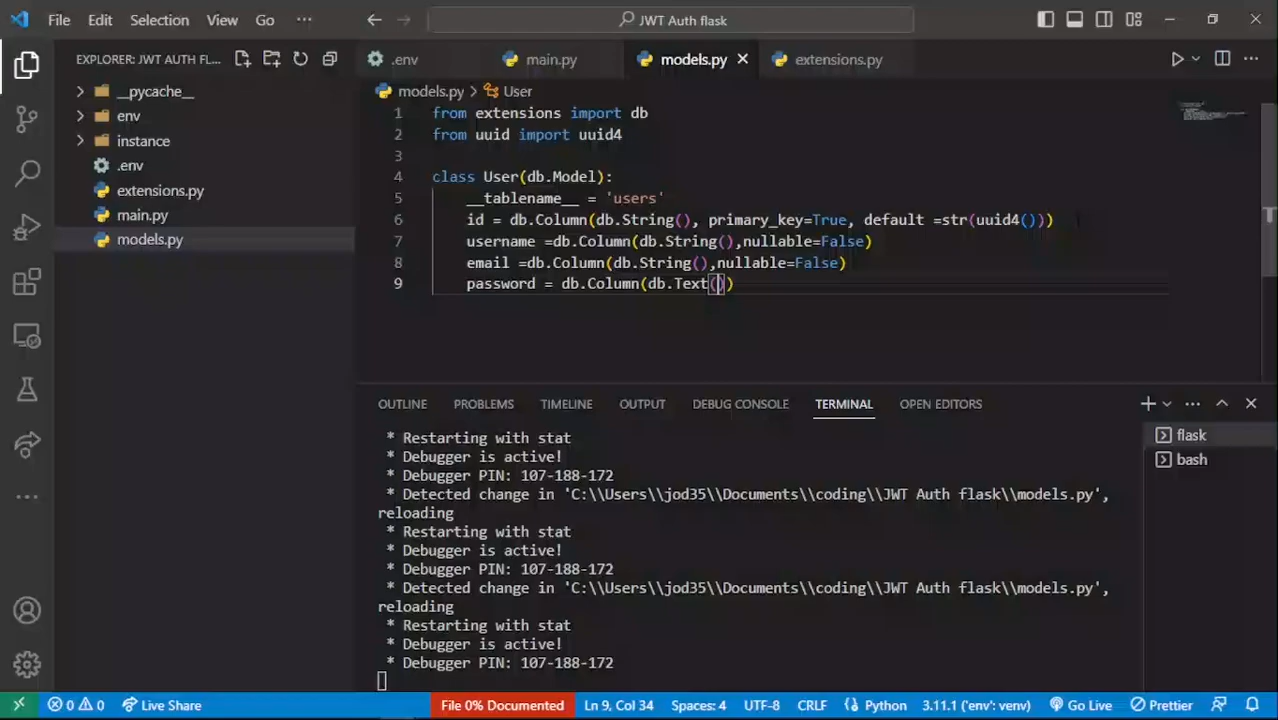 File Edit Selection View Go ··· JWT Auth flask
EXPLORER: JWT AUTH FL...
.env main.py models.py extensions.py
__pycache__
env
instance
.env
extensions.py
main.py
models.py
models.py > User
1 from extensions import db
2 from uuid import uuid4
3
4 class User(db.Model):
5 __tablename__ = 'users'
6 id = db.Column(db.String(), primary_key=True, default =str(uuid4()))
7 username =db.Column(db.String(),nullable=False)
8 email =db.Column(db.String(),nullable=False)
9 password = db.Column(db.Text())
OUTLINE PROBLEMS TIMELINE OUTPUT DEBUG CONSOLE TERMINAL OPEN EDITORS
* Restarting with stat
* Debugger is active!
* Debugger PIN: 107-188-172
* Detected change in 'C:\\Users\\jod35\\Documents\\coding\\JWT Auth flask\\models.py',
reloading
* Restarting with stat
* Debugger is active!
* Debugger PIN: 107-188-172
* Detected change in 'C:\\Users\\jod35\\Documents\\coding\\JWT Auth flask\\models.py',
reloading
* Restarting with stat
* Debugger is active!
* Debugger PIN: 107-188-172
flask
bash
0 0 Live Share File 0% Documented Ln 9, Col 34 Spaces: 4 UTF-8 CRLF Python 3.11.1 ('env': venv) Go Live Prettier